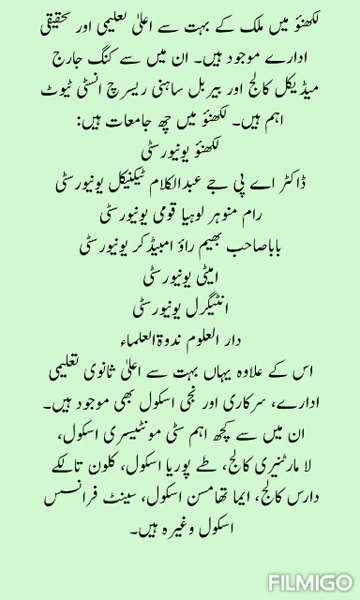 لکھنؤ میں ملک کے بہت سے اعلیٰ تعلیمی اور تحقیقی
ادارے موجود ہیں۔ ان میں سے کنگ جارج
میڈیکل کالج اور بیربل ساہنی ریسرچ انسٹی ٹیوٹ
اہم ہیں۔ لکھنؤ میں چھ جامعات ہیں:
لکھنؤ یونیورسٹی
ڈاکٹر اے پی جے عبدالکلام ٹیکنیکل یونیورسٹی
رام منوہر لوہیا قومی یونیورسٹی
باباصاحب بھیم راؤ امبیڈکر یونیورسٹی
امیٹی یونیورسٹی
انٹیگرل یونیورسٹی
دار العلوم ندوۃالعلماء
اس کے علاوہ یہاں بہت سے اعلیٰ ثانوی تعلیمی
ادارے، سرکاری اور نجی اسکول بھی موجود ہیں۔
ان میں سے کچھ اہم سٹی مونٹیسری اسکول،
لا مارٹنیری کالج، طے پوریا اسکول، کلون تالکے
دارس کالج، ایما تھامسن اسکول، سینٹ فرانسس
اسکول وغیرہ ہیں۔
FILMIGO